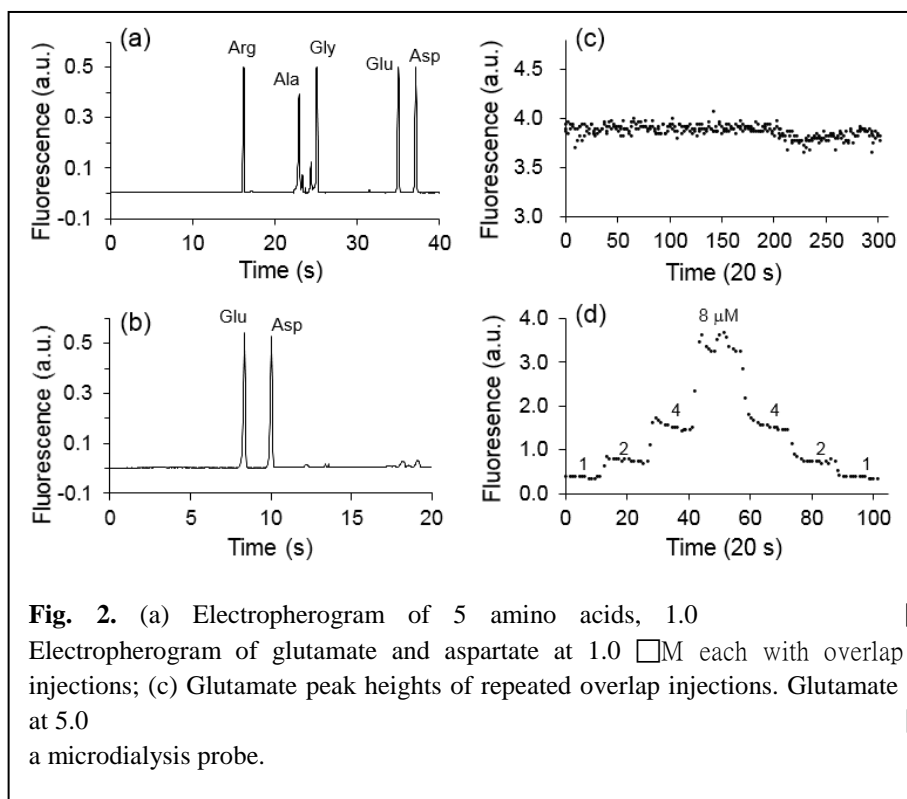 (a)
Arg
Ala
Gly
Glu
Asp
Fluorescence (a.u.)
0.5
0.3
0.1
-0.1
0 10 20 30 40
Time (s)
(c)
Fluorescence (a.u.)
4.5
4.0
3.5
3.0
0 50 100 150 200 250 300
Time (20 s)
(b)
Glu
Asp
Fluorescence (a.u.)
0.5
0.3
0.1
-0.1
0 5 10 15 20
Time (s)
(d)
8 μM
4
4
2
2
1
1
Fluoresence (a.u.)
4.0
3.0
2.0
1.0
0.0
0 20 40 60 80 100
Time (20 s)
Fig. 2. (a) Electropherogram of 5 amino acids, 1.0 □
Electropherogram of glutamate and aspartate at 1.0 □M each with overlap
injections; (c) Glutamate peak heights of repeated overlap injections. Glutamate
at 5.0 □
a microdialysis probe.